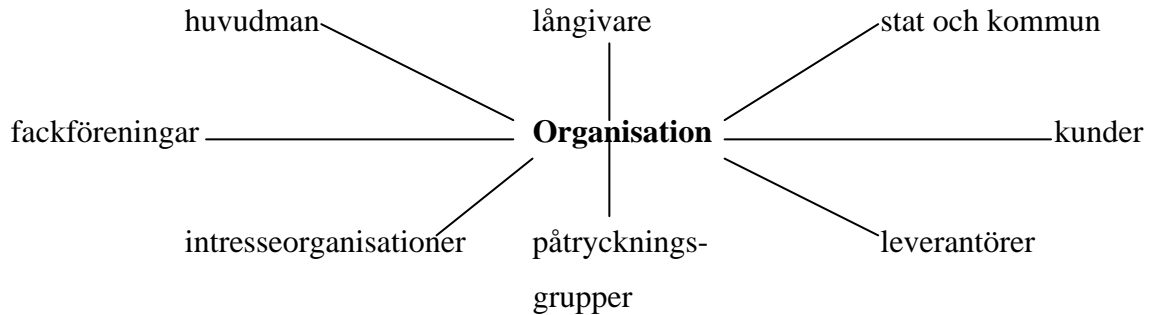 huvudman långivare stat och kommun
fackföreningar Organisation kunder
intresseorganisationer påtrycknings- leverantörer
grupper